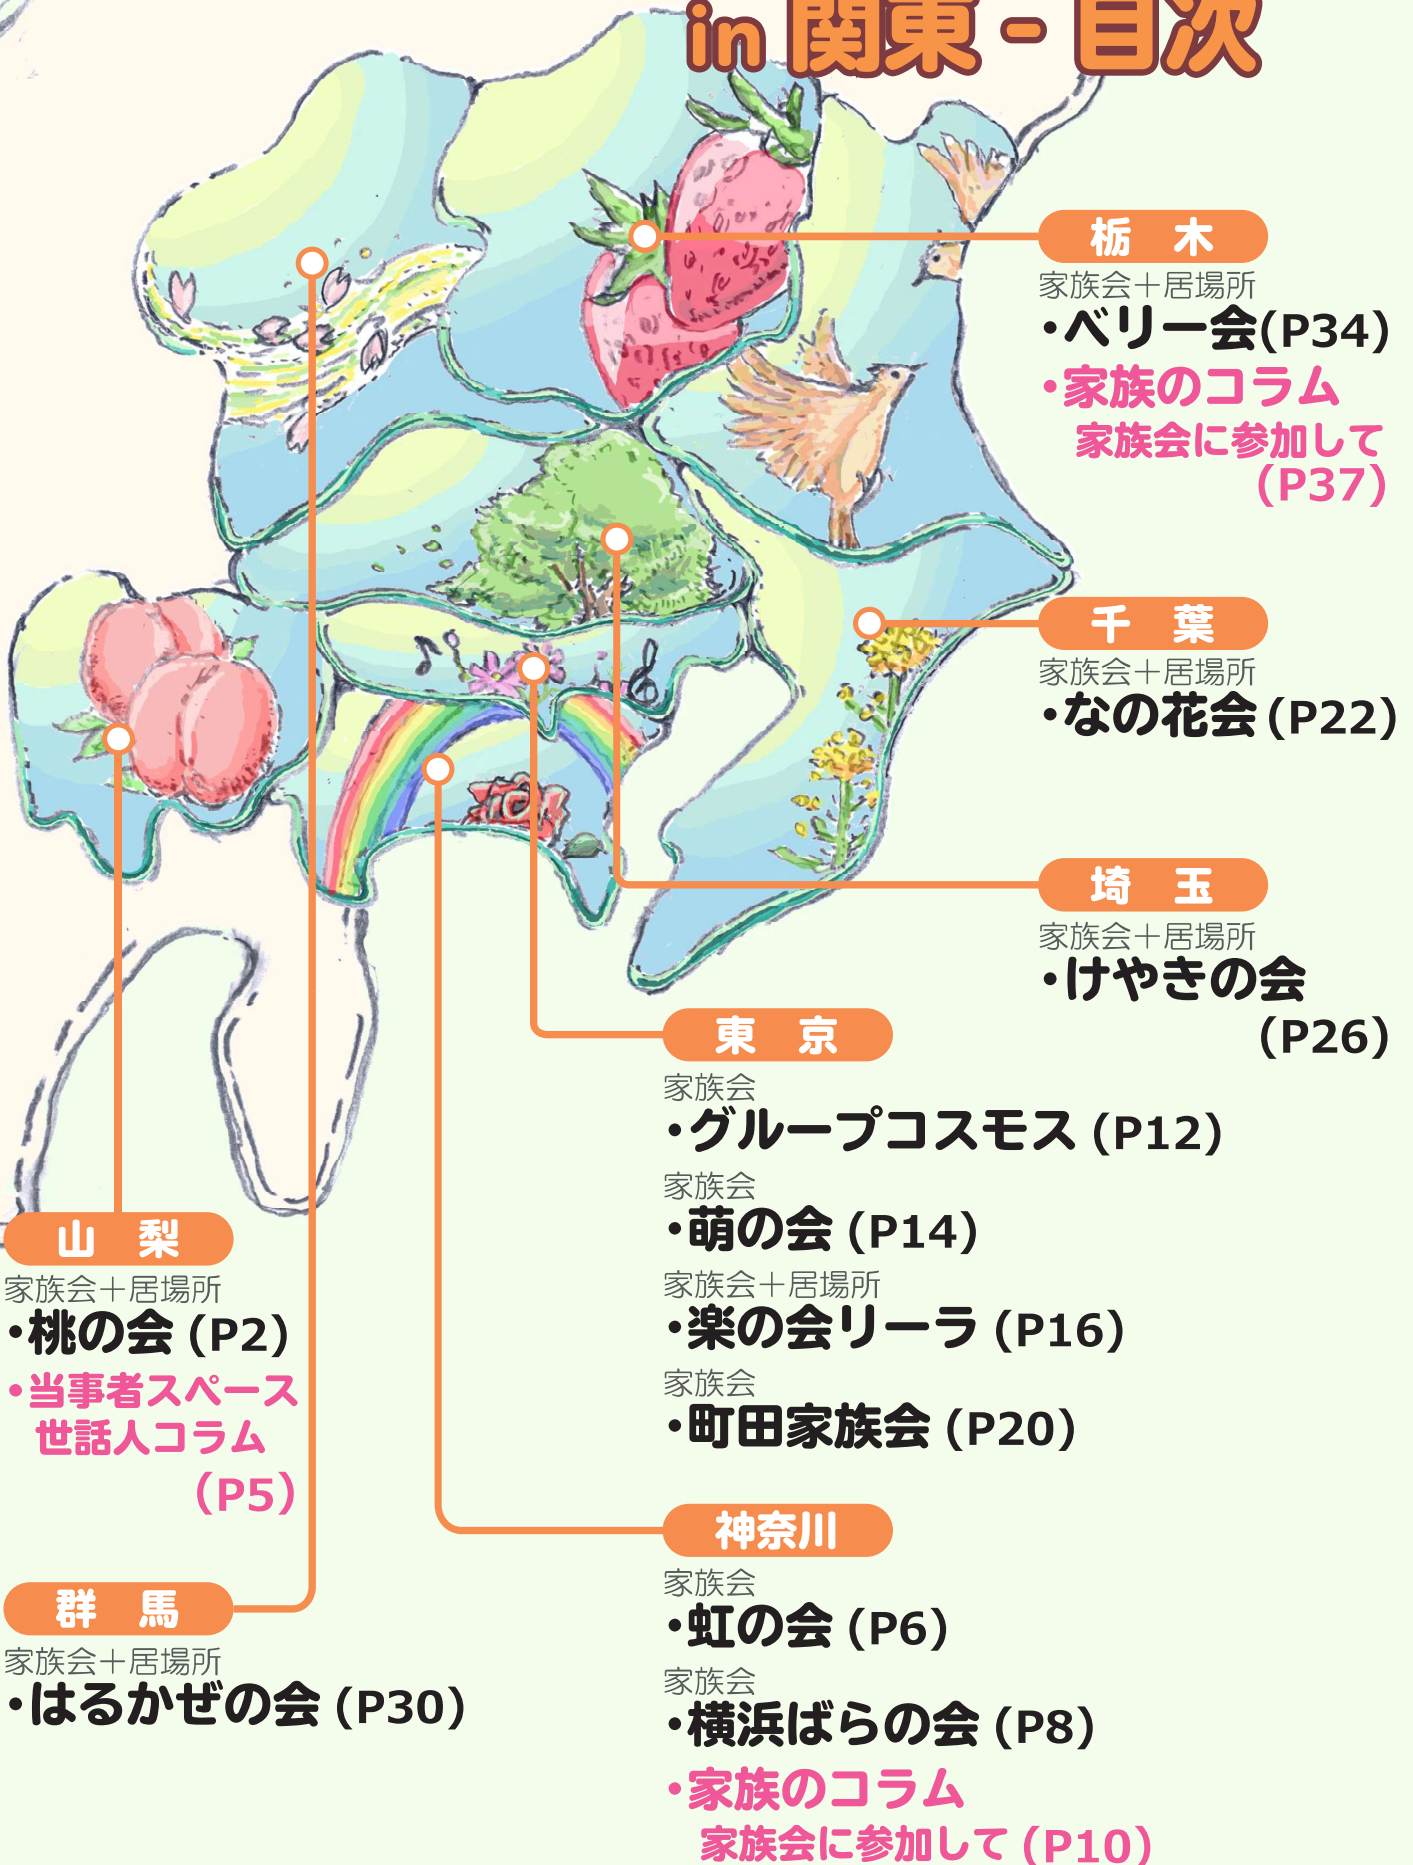 in 関東 - 目次
栃 木
家族会＋居場所
・ベリー会(P34)
・家族のコラム
家族会に参加して
(P37)
千 葉
家族会＋居場所
・なの花会(P22)
埼 玉
家族会＋居場所
・けやきの会
(P26)
東 京
家族会
・グループコスモス(P12)
家族会
・萌の会(P14)
家族会＋居場所
・楽の会リーラ(P16)
家族会
・町田家族会(P20)
山 梨
家族会＋居場所
・桃の会(P2)
・当事者スペース
世話人コラム
(P5)
群 馬
家族会＋居場所
・はるかぜの会(P30)
神奈川
家族会
・虹の会(P6)
家族会
・横浜ばらの会(P8)
・家族のコラム
家族会に参加して(P10)